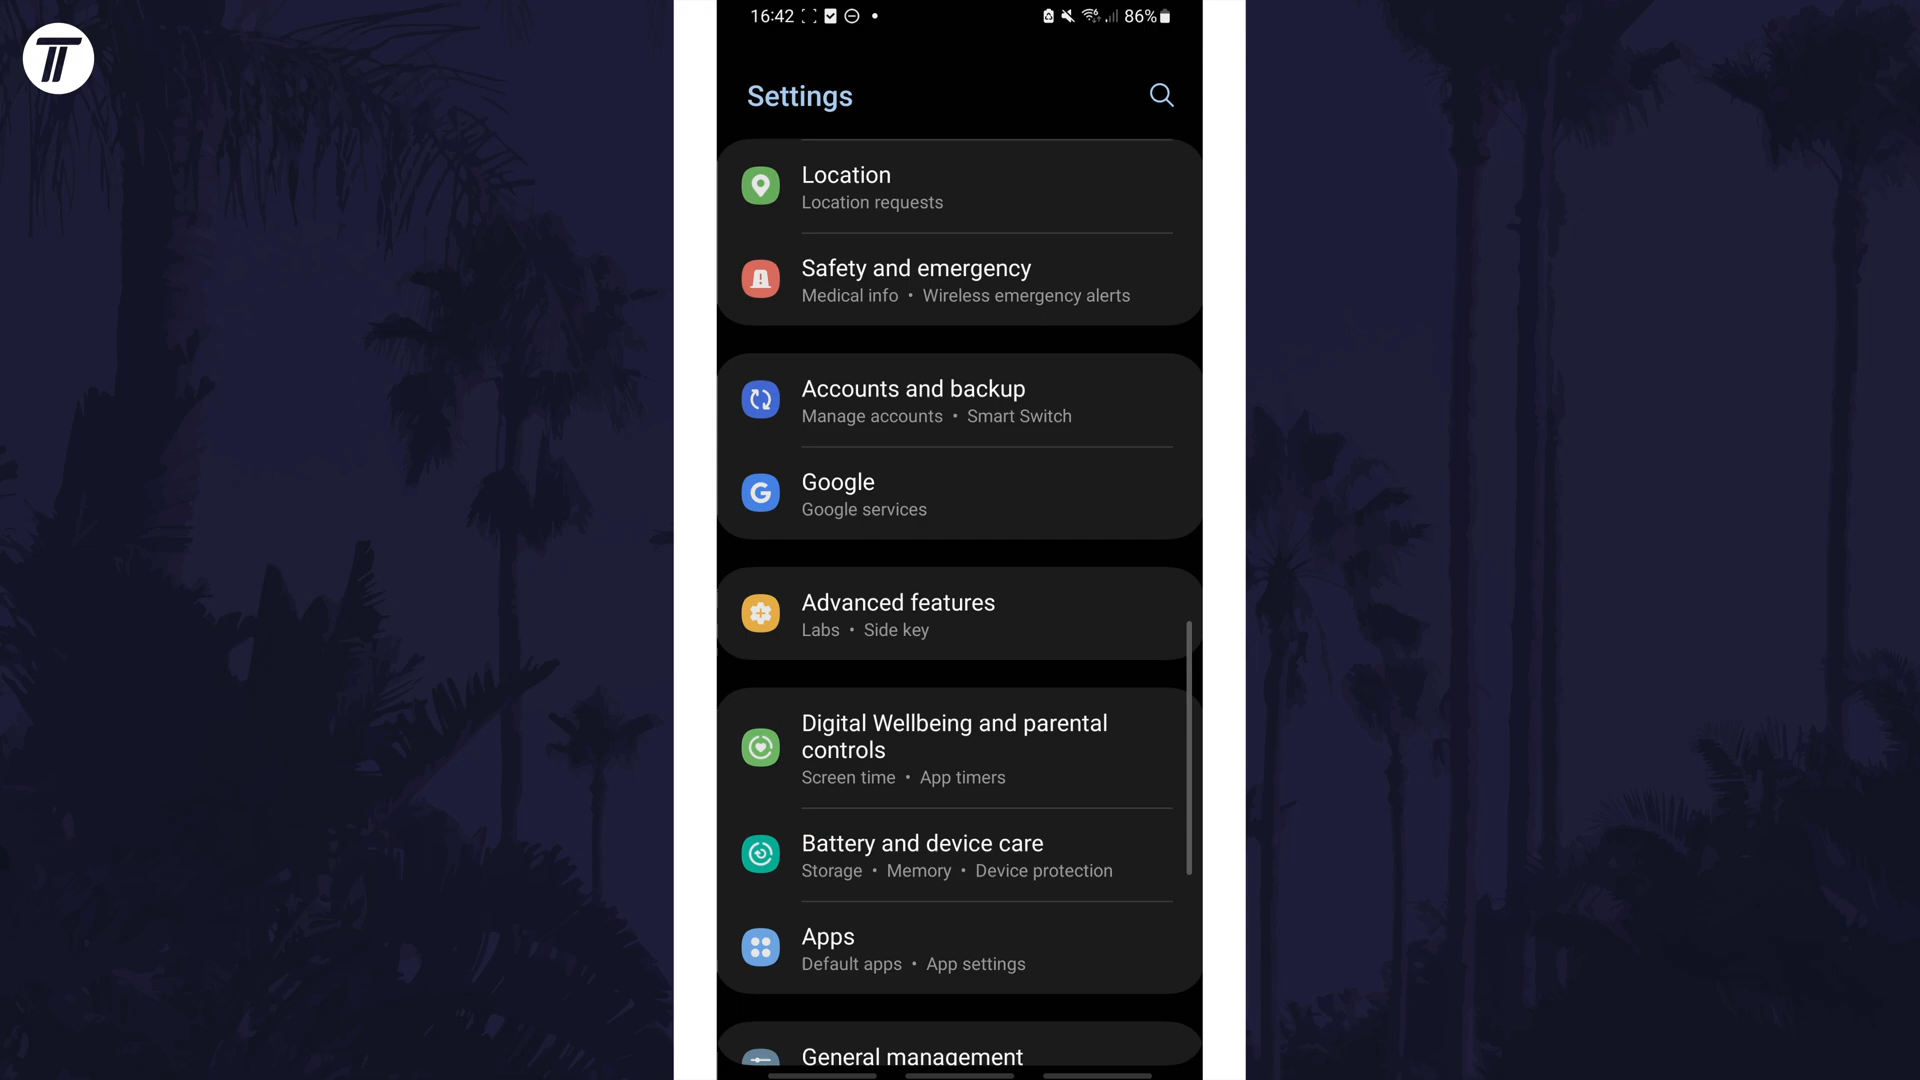 16:42
86%
Settings
Location
Location requests
Safety and emergency
Medical info • Wireless emergency alerts
Accounts and backup
Manage accounts • Smart Switch
Google
Google services
Advanced features
Labs • Side key
Digital Wellbeing and parental
controls
Screen time • App timers
Battery and device care
Storage • Memory • Device protection
Apps
Default apps • App settings
General management